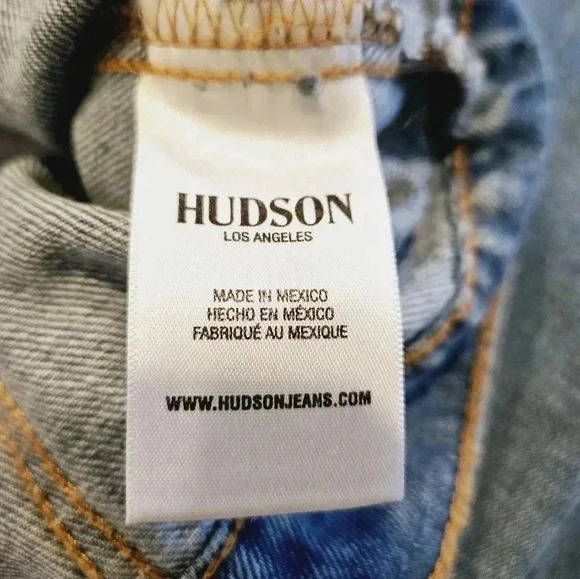 HUDSON
LOS ANGELES
MADE IN MEXICO
HECHO EN MÉXICO
FABRIQUÉ AU MEXIQUE
WWW.HUDSONJEANS.COM